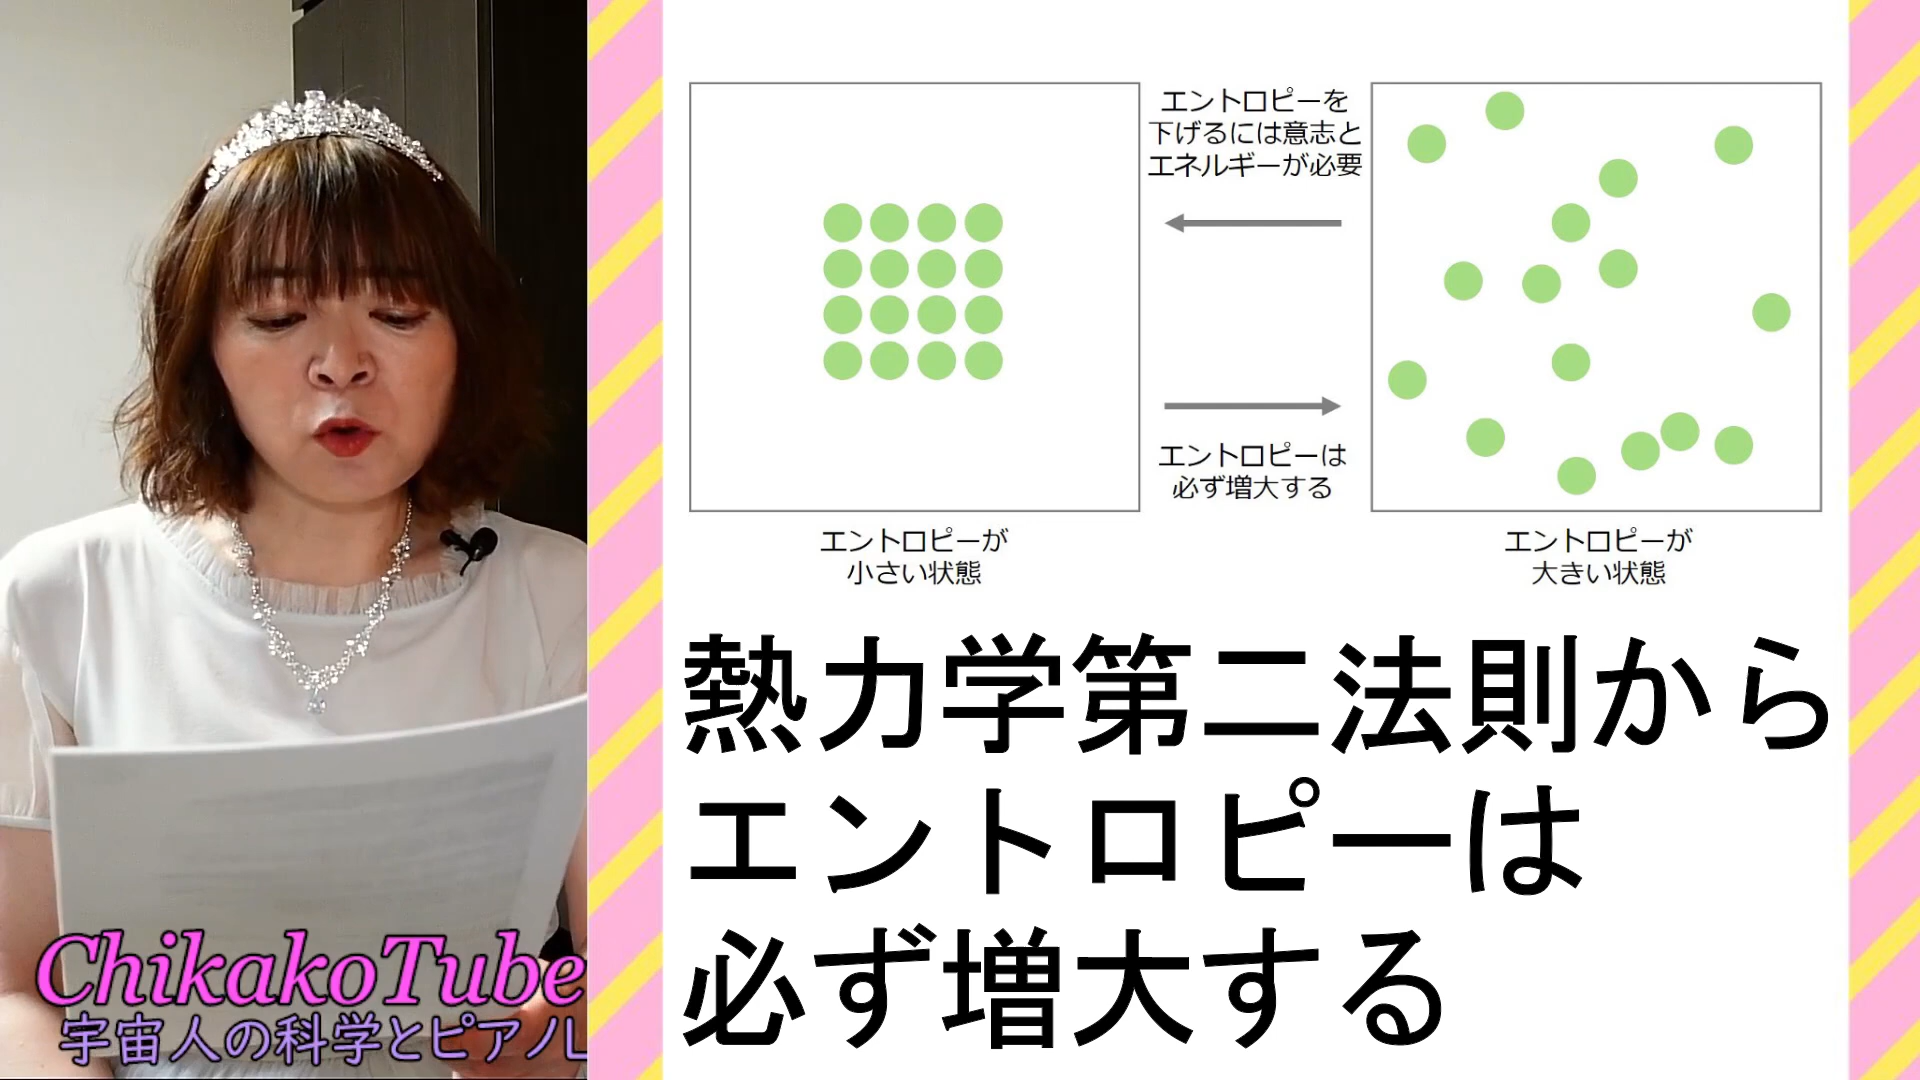 エントロピーを
下げるには意志と
エネルギーが必要
エントロピーは
必ず増大する
エントロピーが
小さい状態
エントロピーが
大きい状態
熱力学第二法則から
エントロピーは
必ず増大する
ChikakoTube
宇宙人の科学とピアノ